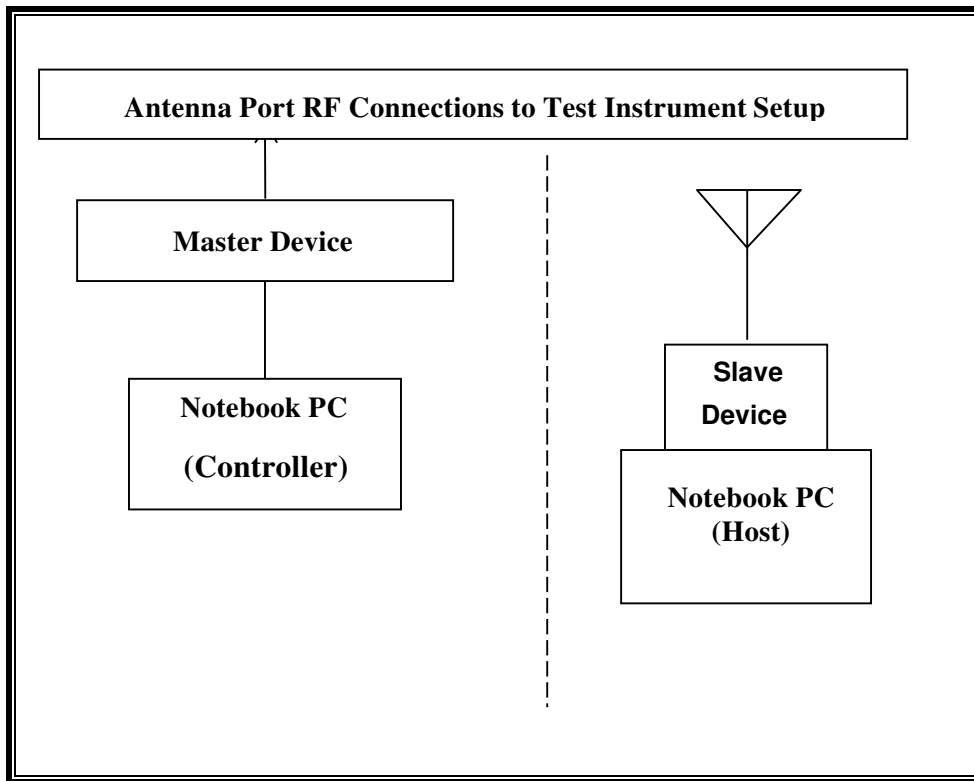 Antenna Port RF Connections to Test Instrument Setup
Master Device
Notebook PC
(Controller)
Slave
Device
Notebook PC
(Host)